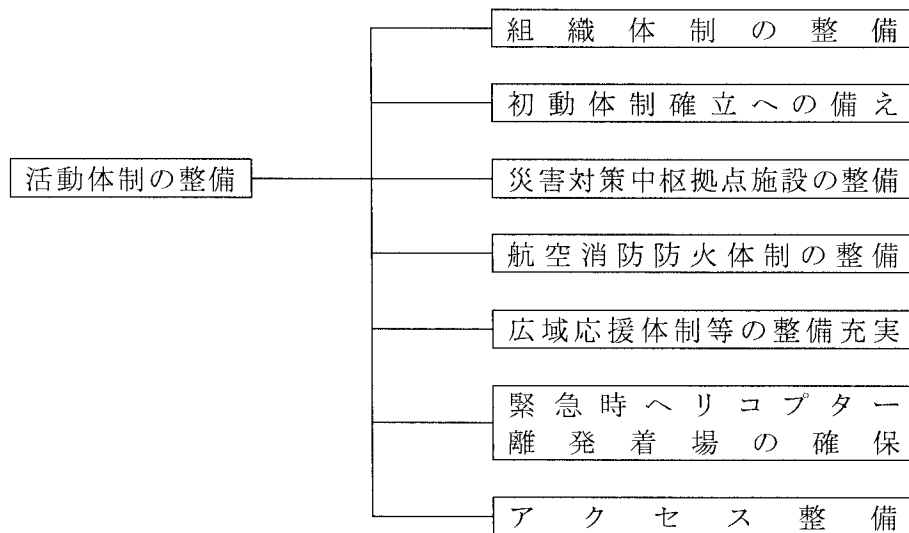 組織体制の整備
初動体制確立への備え
活動体制の整備
災害対策中枢拠点施設の整備
航空消防防火体制の整備
広域応援体制等の整備充実
緊急時ヘリコプター
離発着場の確保
アクセス整備